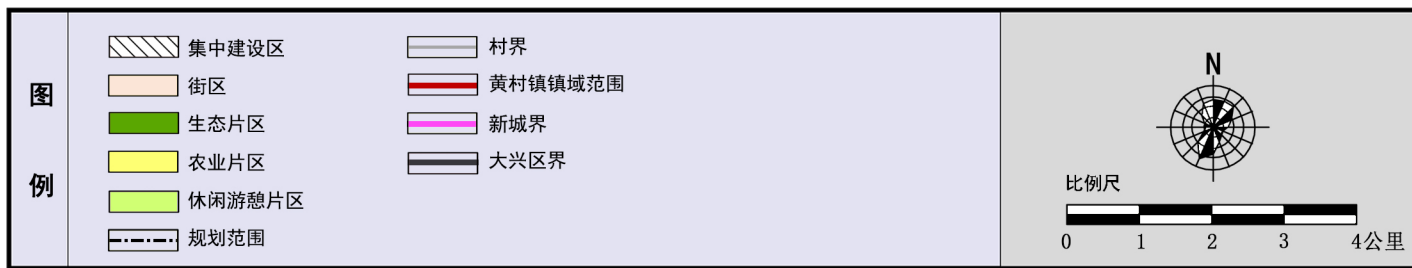 图例
集中建设区
街区
生态片区
农业片区
休闲游憩片区
规划范围
村界
黄村镇镇域范围
新城界
大兴区界
N
比例尺
0 1 2 3 4公里